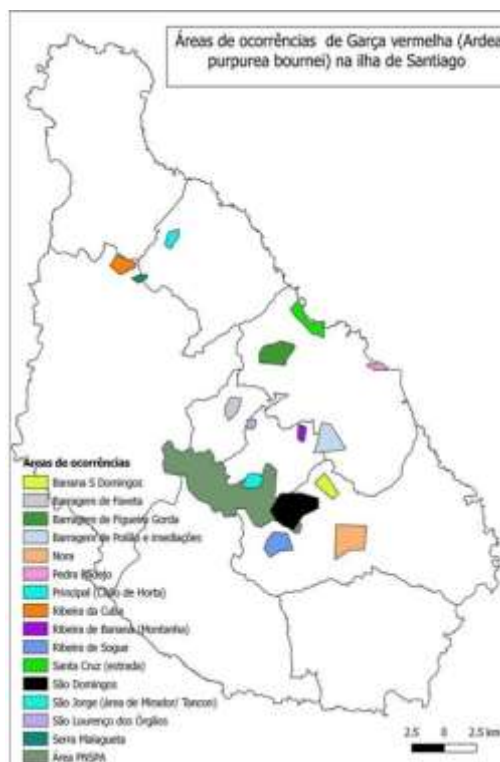 Áreas de ocorrências de Garça vermelha (Ardea
purpurea bournei) na ilha de Santiago
Áreas de ocorrências
Banana S Domingos
Barragem de Faveta
Barragem de Figueira Gorda
Barragem de Poilão e imediações
Nora
Pedra Badejo
Principal (Chão de Horta)
Ribeira da Cuba
Ribeira de Banana (Montanha)
Ribeira de Sogue
Santa Cruz (estrada)
São Domingos
São Jorge (área de Mirador/ Tancon)
São Lourenço dos Órgãos
Serra Malagueta
Área PNSPA
2.5 0 2.5 km